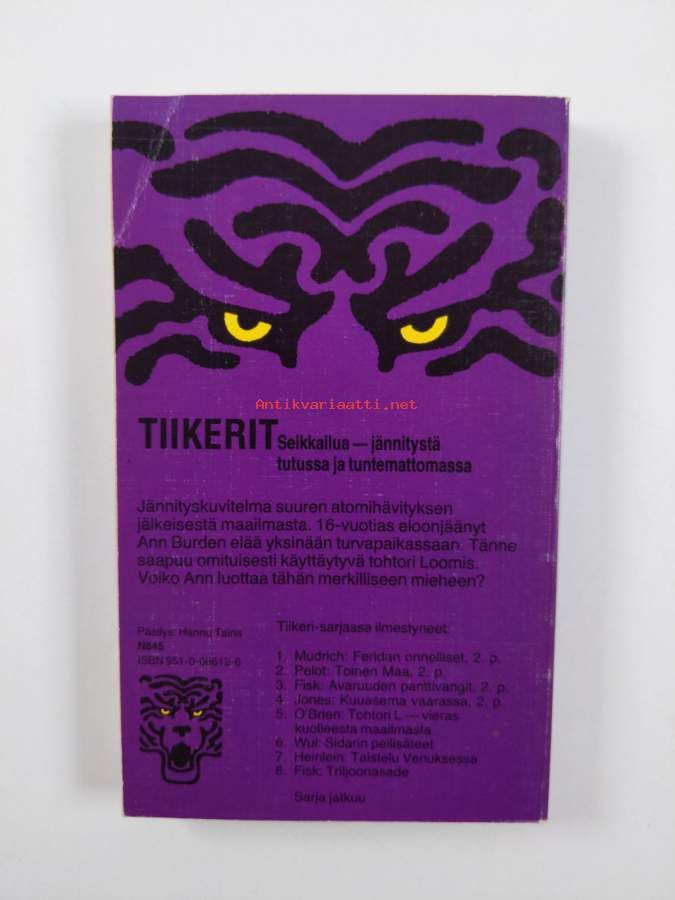 Antikvariaatti.net
TIIKERIT Seikkailua — jännitystä
tutussa ja tuntemattomassa
Jännityskuvitelma suuren atomihävityksen
jälkeisestä maailmasta. 16-vuotias eloonjäänyt
Ann Burden elää yksinään turvapaikassaan. Tänne
saapuu omituisesti käyttäytyvä tohtori Loomis.
Voiko Ann luottaa tähän merkilliseen mieheen?
Päällys: Hannu Taina
N845
ISBN 951-0-08612-6
Tiikeri-sarjassa ilmestyneet:
1. Mudrich: Feridan onnelliset, 2. p.
2. Pelot: Toinen Maa, 2. p.
3. Fisk: Avaruuden panttivangit, 2. p.
4. Jones: Kuuasema vaarassa, 2. p.
5. O'Brien: Tohtori L. — vieras
kuolleesta maailmasta
6. Wul: Sidarin peilisäteet
7. Heinlein: Taistelu Venuksessa
8. Fisk: Triljoonasade
Sarja jatkuu